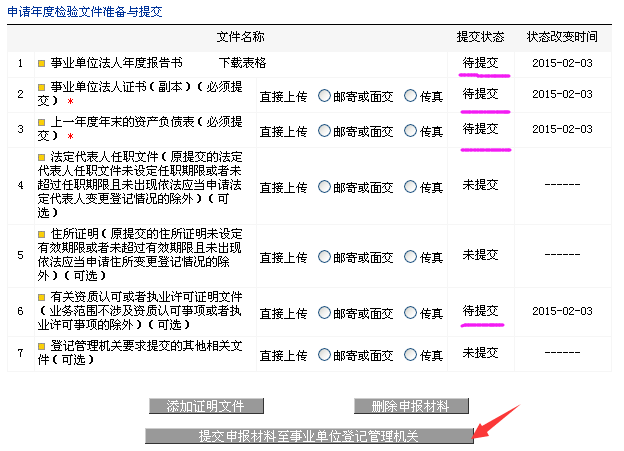 申请年度检验文件准备与提交
文件名称 提交状态 状态改变时间
1 事业单位法人年度报告书 下载表格 待提交 2015-02-03
2 事业单位法人证书(副本)(必须提
交) * 直接上传 邮寄或面交 传真 待提交 2015-02-03
3 上一年度年末的资产负债表(必须提
交) * 直接上传 邮寄或面交 传真 待提交 2015-02-03
4 法定代表人任职文件(原提交的法定
代表人任职文件未设定任职期限或者未
超过任职期限且未出现依法应当申请法
定代表人变更登记情况的除外)(可
选) 直接上传 邮寄或面交 传真 未提交 ------
5 住所证明(原提交的住所证明未设定
有效期限或者未超过有效期限且未出现
依法应当申请住所变更登记情况的除
外)(可选) 直接上传 邮寄或面交 传真 未提交 ------
6 有关资质认可或者执业许可证明文件
(业务范围不涉及资质认可事项或者执
业许可事项的除外)(可选) 直接上传 邮寄或面交 传真 待提交 2015-02-03
7 登记管理机关要求提交的其他相关文
件(可选) 直接上传 邮寄或面交 传真 未提交 ------
添加证明文件 删除申报材料
提交申报材料至事业单位登记管理机关